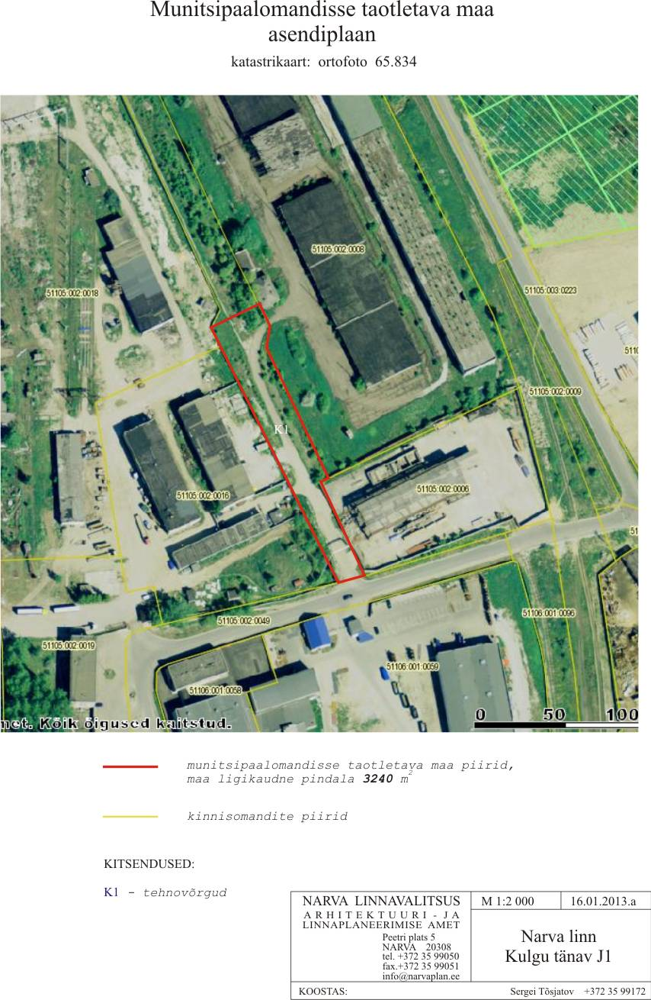 Munitsipaalomandisse taotletava maa
asendiplaan
katastrikaart: ortofoto 65.834
51105:002:0008
51105:002:0018
51105:003:0223
5110
51105:002:0009
K1
51105:002:0016
51105:002:0006
51
51105:002:0049
51106:001:0096
51105:002:0019
51106:001:0059
51106:001:0058
met. Kõik õigused kaitstud.
0 50 100
munitsipaalomandisse taotletava maa piirid,
maa ligikaudne pindala 3240 m²
kinnisomandite piirid
KITSENDUSED:
K1 - tehnovõrgud
NARVA LINNAVALITSUS
ARHITEKTUURI - JA
LINNAPLANEERIMISE AMET
Peetri plats 5
NARVA 20308
tel. +372 35 99050
fax.+372 35 99051
info@narvaplan.ee
M 1:2 000
16.01.2013.a
Narva linn
Kulgu tänav J1
KOOSTAS:
Sergei Tõsjatov +372 35 99172